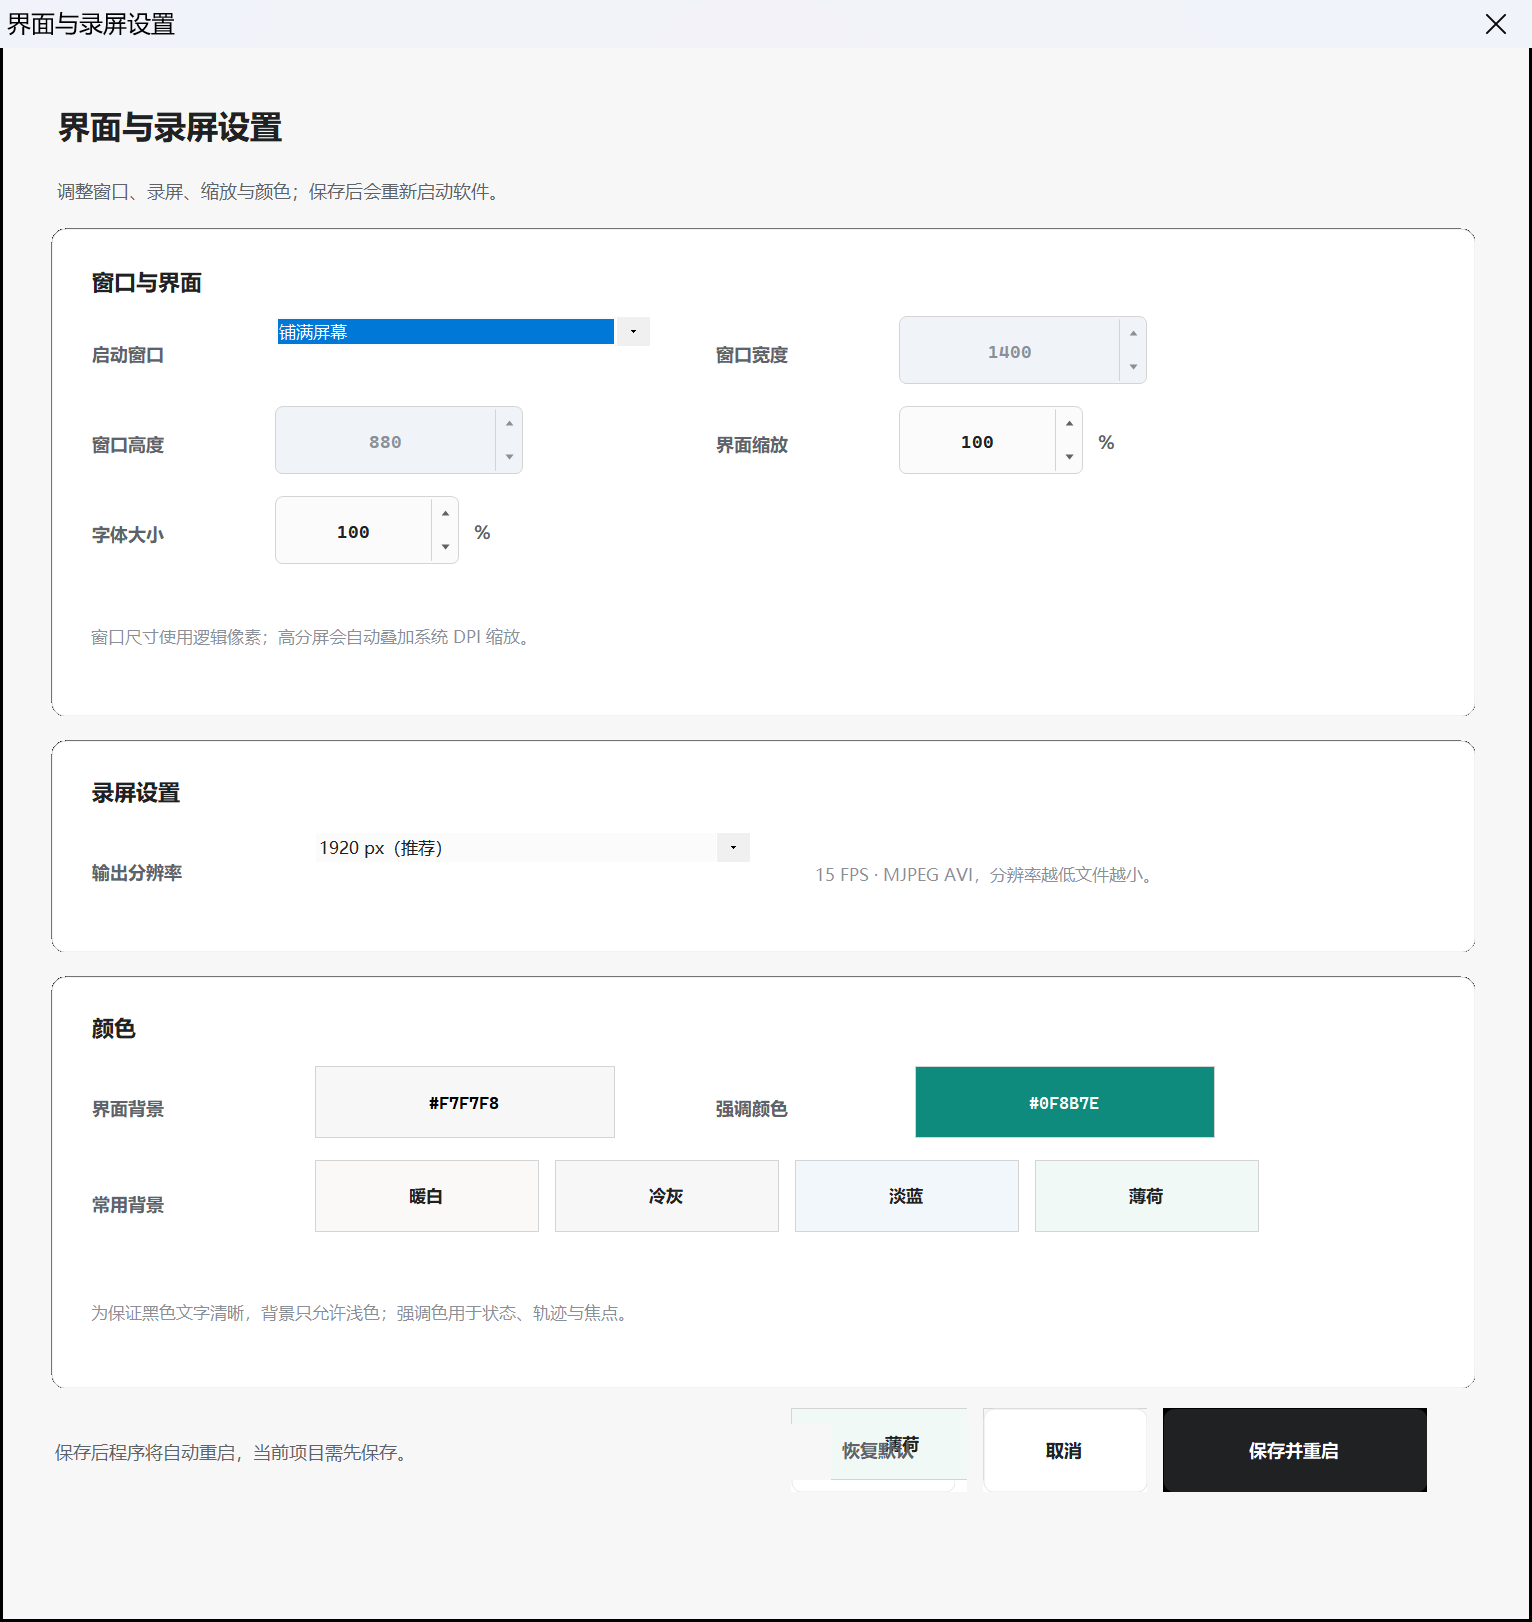 界面与录屏设置
界面与录屏设置
调整窗口、录屏、缩放与颜色；保存后会重新启动软件。
窗口与界面
启动窗口 铺满屏幕 窗口宽度 1400
窗口高度 880 界面缩放 100 %
字体大小 100 %
窗口尺寸使用逻辑像素；高分屏会自动叠加系统 DPI 缩放。
录屏设置
输出分辨率 1920 px（推荐） 15 FPS · MJPEG AVI，分辨率越低文件越小。
颜色
界面背景 #F7F7F8 强调颜色 #0F8B7E
常用背景 暖白 冷灰 淡蓝 薄荷
为保证黑色文字清晰，背景只允许浅色；强调色用于状态、轨迹与焦点。
保存后程序将自动重启，当前项目需先保存。 恢复默认 薄荷 取消 保存并重启